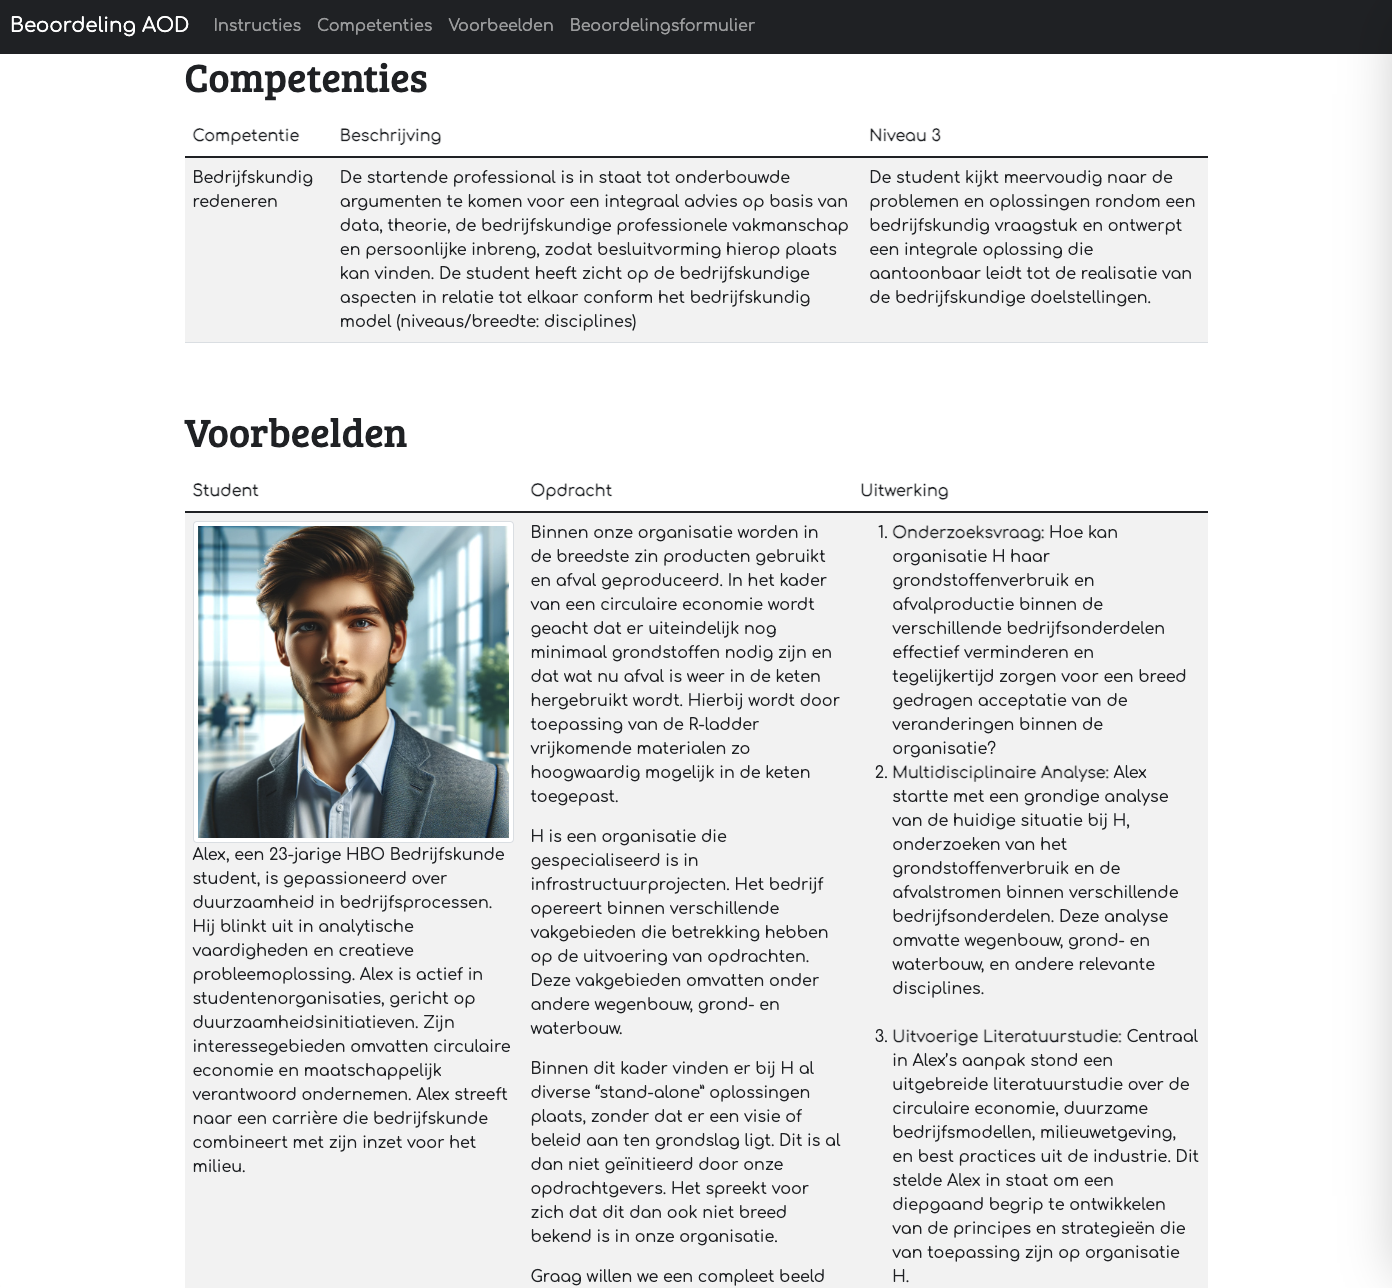 Beoordeling AOD Instructies Competenties Voorbeelden Beoordelingsformulier
Competenties
Competentie Beschrijving Niveau 3
Bedrijfskundig
redeneren
De startende professional is in staat tot onderbouwde
argumenten te komen voor een integraal advies op basis van
data, theorie, de bedrijfskundige professionele vakmanschap
en persoonlijke inbreng, zodat besluitvorming hierop plaats
kan vinden. De student heeft zicht op de bedrijfskundige
aspecten in relatie tot elkaar conform het bedrijfskundig
model (niveaus/breedte: disciplines)
De student kijkt meervoudig naar de
problemen en oplossingen rondom een
bedrijfskundig vraagstuk en ontwerpt
een integrale oplossing die
aantoonbaar leidt tot de realisatie van
de bedrijfskundige doelstellingen.
Voorbeelden
Student Opdracht Uitwerking
Alex, een 23-jarige HBO Bedrijfskunde
student, is gepassioneerd over
duurzaamheid in bedrijfsprocessen.
Hij blinkt uit in analytische
vaardigheden en creatieve
probleemoplossing. Alex is actief in
studentenorganisaties, gericht op
duurzaamheidsinitiatieven. Zijn
interessegebieden omvatten circulaire
economie en maatschappelijk
verantwoord ondernemen. Alex streeft
naar een carrière die bedrijfskunde
combineert met zijn inzet voor het
milieu.
Binnen onze organisatie worden in
de breedste zin producten gebruikt
en afval geproduceerd. In het kader
van een circulaire economie wordt
geacht dat er uiteindelijk nog
minimaal grondstoffen nodig zijn en
dat wat nu afval is weer in de keten
hergebruikt wordt. Hierbij wordt door
toepassing van de R-ladder
vrijkomende materialen zo
hoogwaardig mogelijk in de keten
toegepast.
H is een organisatie die
gespecialiseerd is in
infrastructuurprojecten. Het bedrijf
opereert binnen verschillende
vakgebieden die betrekking hebben
op de uitvoering van opdrachten.
Deze vakgebieden omvatten onder
andere wegenbouw, grond- en
waterbouw.
Binnen dit kader vinden er bij H al
diverse “stand-alone” oplossingen
plaats, zonder dat er een visie of
beleid aan ten grondslag ligt. Dit is al
dan niet geïnitieerd door onze
opdrachtgevers. Het spreekt voor
zich dat dit dan ook niet breed
bekend is in onze organisatie.
Graag willen we een compleet beeld
1. Onderzoeksvraag: Hoe kan
organisatie H haar
grondstoffenverbruik en
afvalproductie binnen de
verschillende bedrijfsonderdelen
effectief verminderen en
tegelijkertijd zorgen voor een breed
gedragen acceptatie van de
veranderingen binnen de
organisatie?
2. Multidisciplinaire Analyse: Alex
startte met een grondige analyse
van de huidige situatie bij H,
onderzoeken van het
grondstoffenverbruik en de
afvalstromen binnen verschillende
bedrijfsonderdelen. Deze analyse
omvatte wegenbouw, grond- en
waterbouw, en andere relevante
disciplines.
3. Uitvoerige Literatuurstudie: Centraal
in Alex’s aanpak stond een
uitgebreide literatuurstudie over de
circulaire economie, duurzame
bedrijfsmodellen, milieuwetgeving,
en best practices uit de industrie. Dit
stelde Alex in staat om een
diepgaand begrip te ontwikkelen
van de principes en strategieën die
van toepassing zijn op organisatie
H.